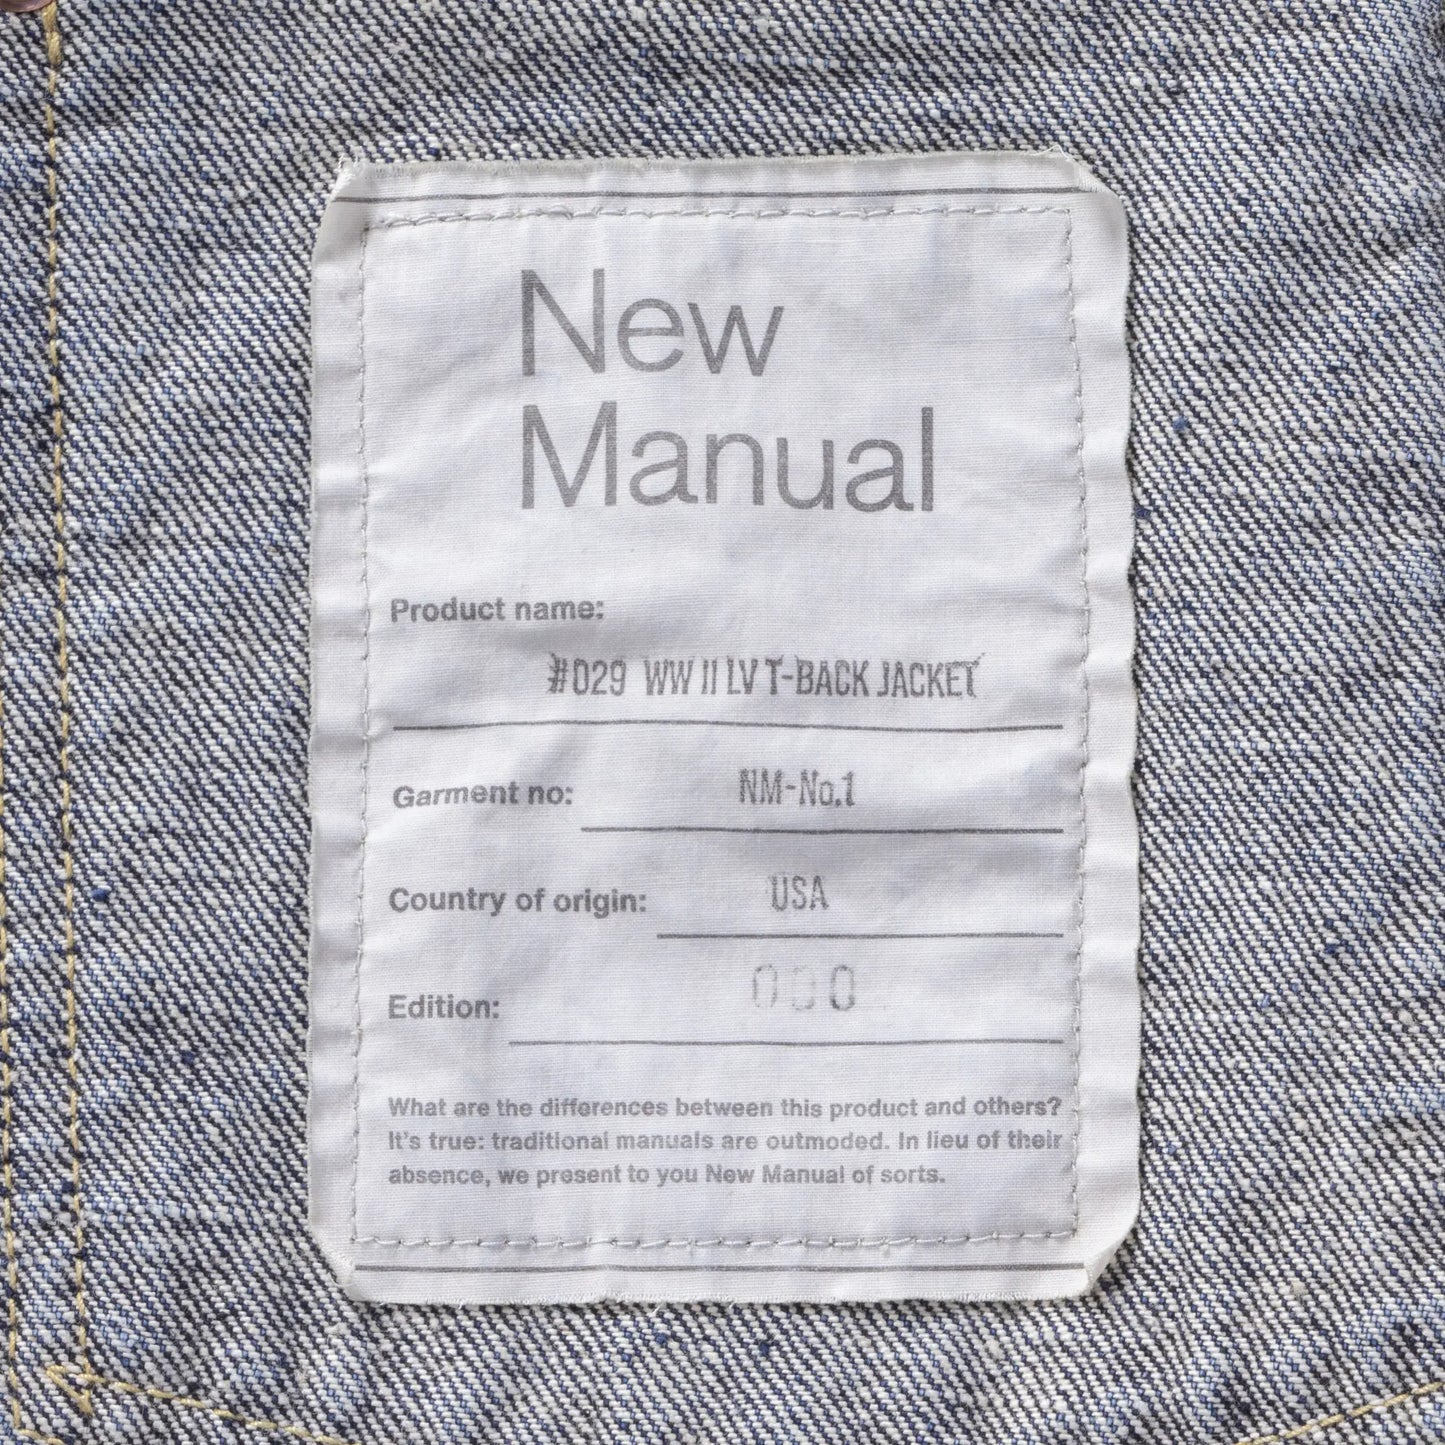 New
Manual
Product name:
#029 WW II LV T-BACK JACKET
Garment no: NM-No.1
Country of origin: USA
Edition: 000
What are the differences between this product and others?
It's true: traditional manuals are outmoded. In lieu of their
absence, we present to you New Manual of sorts.